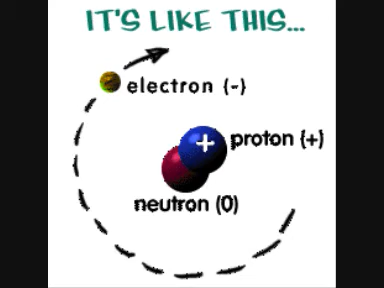 IT'S LIKE THIS...
electron (-)
+
proton (+)
neutron (0)